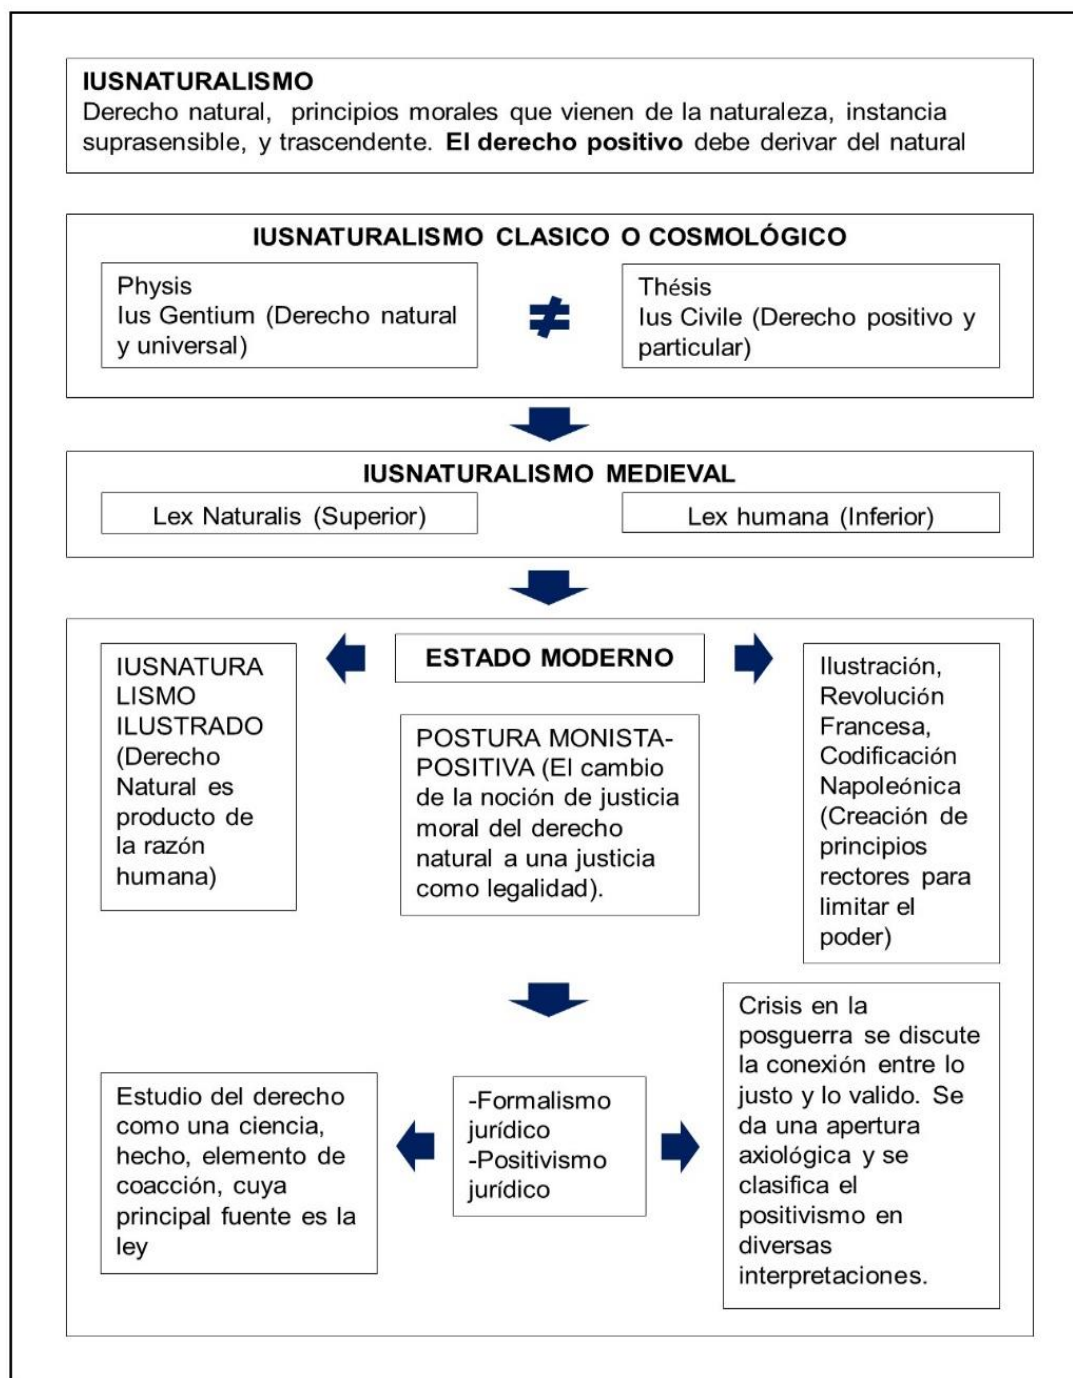 IUSNATURALISMO
Derecho natural, principios morales que vienen de la naturaleza, instancia
suprasensible, y trascendente. El derecho positivo debe derivar del natural
IUSNATURALISMO CLASICO O COSMOLÓGICO
Physis
Ius Gentium (Derecho natural
y universal)
≠
Thésis
Ius Civile (Derecho positivo y
particular)
IUSNATURALISMO MEDIEVAL
Lex Naturalis (Superior)
Lex humana (Inferior)
ESTADO MODERNO
IUSNATURA
LISMO
ILUSTRADO
(Derecho
Natural es
producto de
la razón
humana)
POSTURA MONISTA-
POSITIVA (El cambio
de la noción de justicia
moral del derecho
natural a una justicia
como legalidad).
Ilustración,
Revolución
Francesa,
Codificación
Napoleónica
(Creación de
principios
rectores para
limitar el
poder)
Estudio del derecho
como una ciencia,
hecho, elemento de
coacción, cuya
principal fuente es la
ley
-Formalismo
jurídico
-Positivismo
jurídico
Crisis en la
posguerra se discute
la conexión entre lo
justo y lo valido. Se
da una apertura
axiológica y se
clasifica el
positivismo en
diversas
interpretaciones.